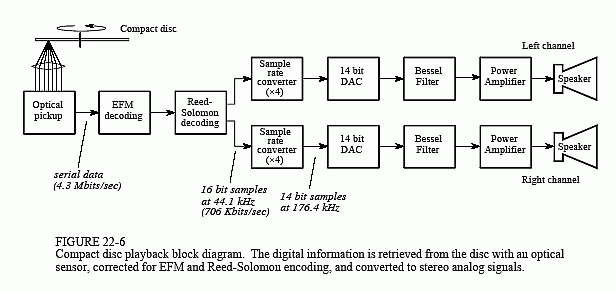 Compact disc
Optical
pickup
EFM
decoding
Reed-
Solomon
decoding
serial data
(4.3 Mbits/sec)
Left channel
Sample
rate
converter
(×4)
14 bit
DAC
Bessel
Filter
Power
Amplifier
Speaker
Sample
rate
converter
(×4)
14 bit
DAC
Bessel
Filter
Power
Amplifier
Speaker
Right channel
16 bit samples
at 44.1 kHz
(706 Kbits/sec)
14 bit samples
at 176.4 kHz
FIGURE 22-6
Compact disc playback block diagram. The digital information is retrieved from the disc with an optical
sensor, corrected for EFM and Reed-Solomon encoding, and converted to stereo analog signals.